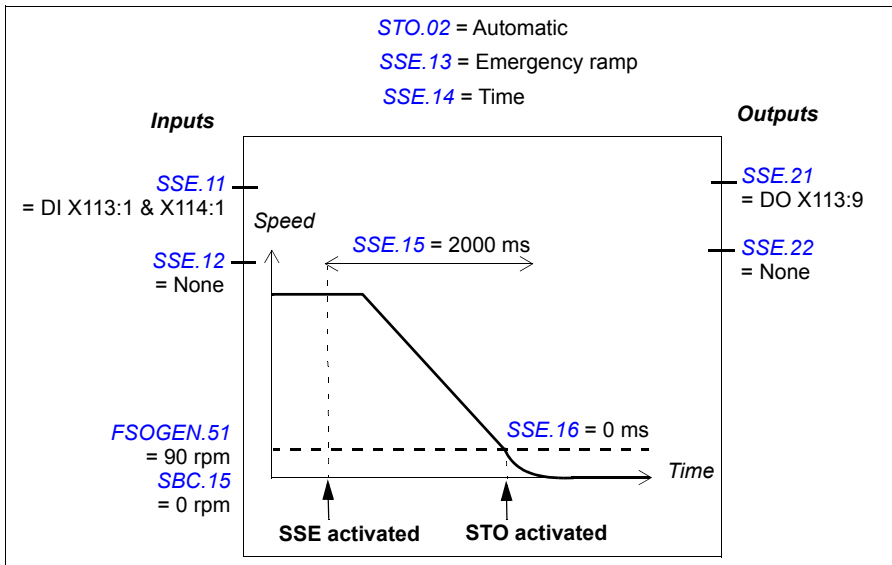 STO.02 = Automatic
SSE.13 = Emergency ramp
SSE.14 = Time
Inputs
Outputs
SSE.11
= DI X113:1 & X114:1
SSE.21
= DO X113:9
Speed
SSE.15 = 2000 ms
SSE.12
= None
SSE.22
= None
FSOGEN.51
= 90 rpm
SSE.16 = 0 ms
SBC.15
= 0 rpm
Time
SSE activated
STO activated